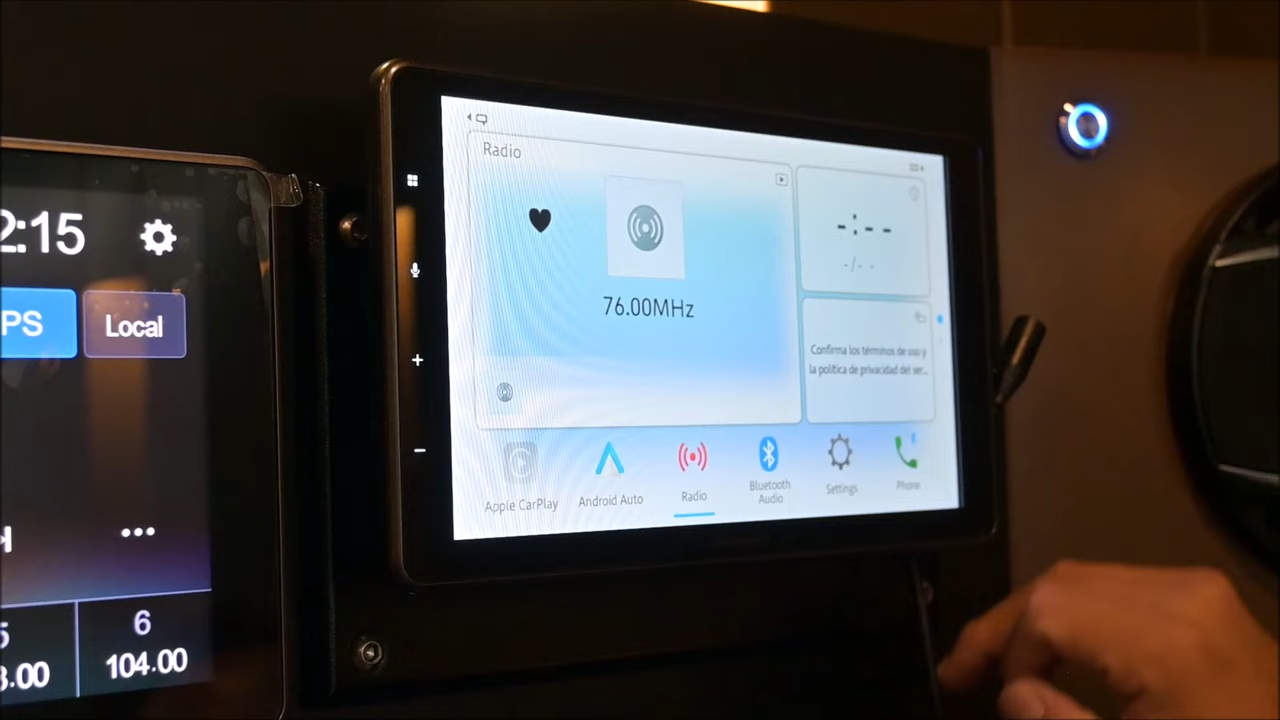 2:15
PS
Local
5
6
3.00
104.00
Radio
76.00MHz
-:--
-/--
Confirma los términos de uso y
la política de privacidad del ser...
Apple CarPlay
Android Auto
Radio
Bluetooth
Audio
Settings
Phone